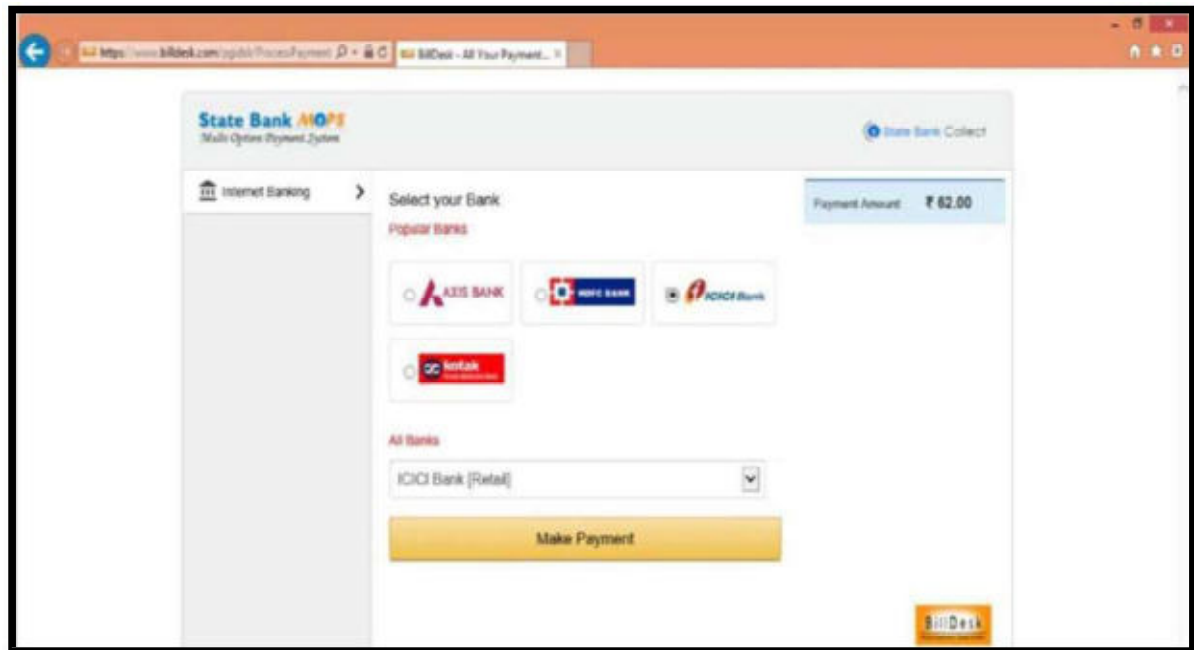 https://www.billdesk.com/pgidsk/ProcessPayment
BillDesk - All Your Payment...
State Bank MOPS
Multi Option Payment System
State Bank Collect
Internet Banking
Select your Bank
Payment Amount: ₹ 62.00
Popular Banks
AXIS BANK
HDFC BANK
ICICI Bank
kotak
All Banks
ICICI Bank [Retail]
Make Payment
BillDesk